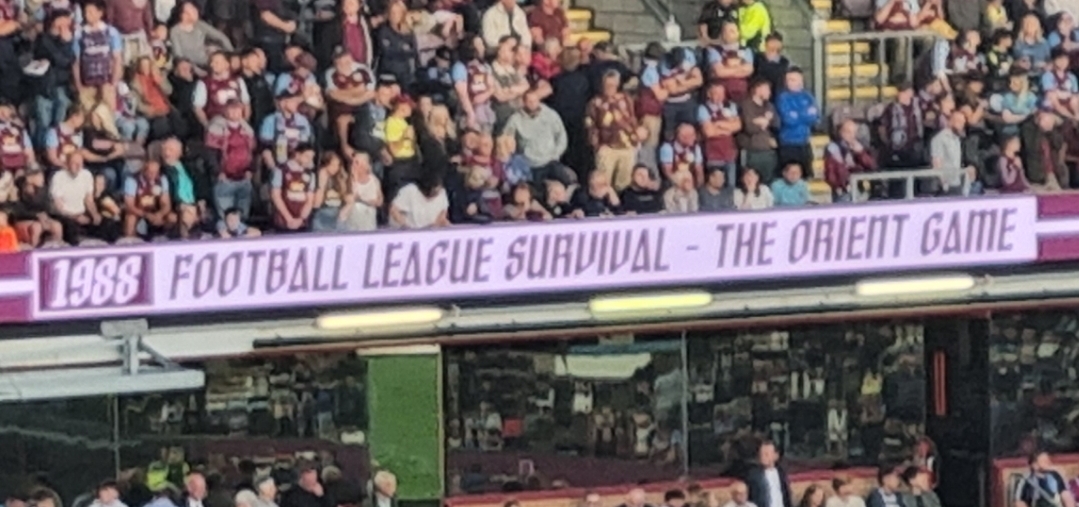 1988 FOOTBALL LEAGUE SURVIVAL - THE ORIENT GAME